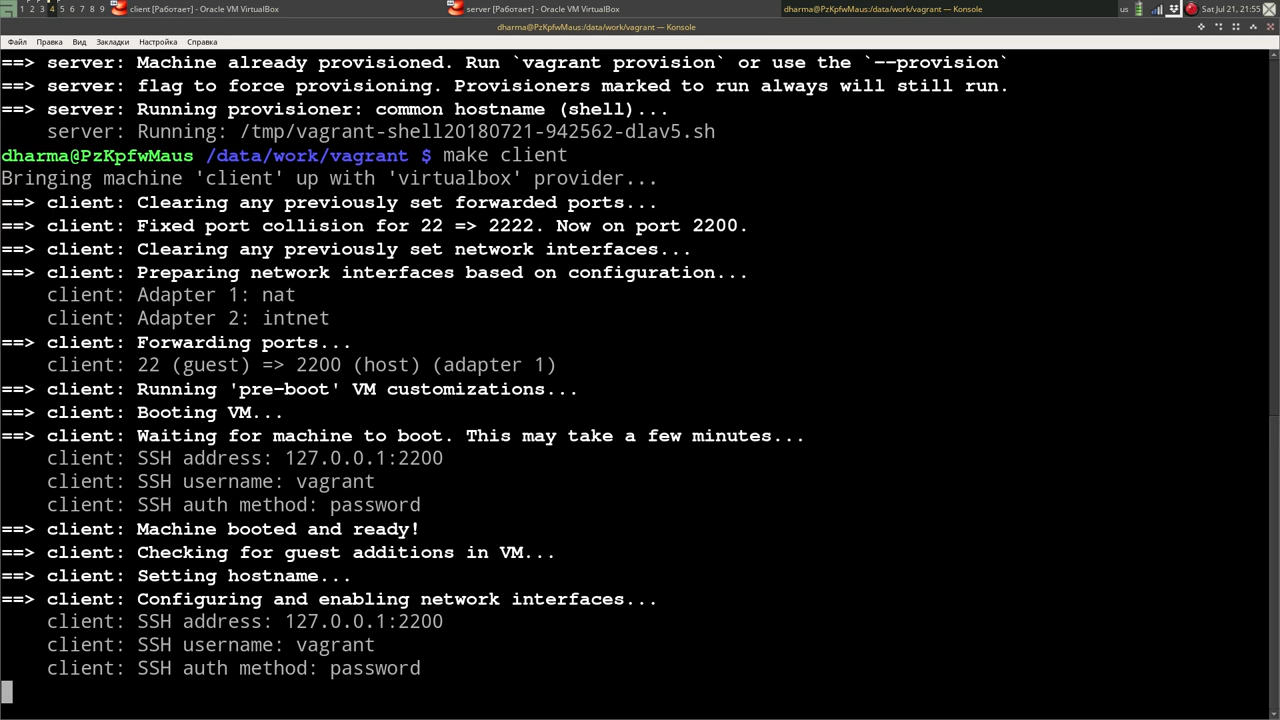 1 2 3 4 5 6 7 8 9 client [Работает] - Oracle VM VirtualBox server [Работает] - Oracle VM VirtualBox dharma@PzKpfwMaus:/data/work/vagrant — Konsole us Sat Jul 21, 21:55
dharma@PzKpfwMaus:/data/work/vagrant — Konsole
Файл Правка Вид Закладки Настройка Справка
==> server: Machine already provisioned. Run `vagrant provision` or use the `--provision`
==> server: flag to force provisioning. Provisioners marked to run always will still run.
==> server: Running provisioner: common hostname (shell)...
server: Running: /tmp/vagrant-shell20180721-942562-dlav5.sh
dharma@PzKpfwMaus /data/work/vagrant $ make client
Bringing machine 'client' up with 'virtualbox' provider...
==> client: Clearing any previously set forwarded ports...
==> client: Fixed port collision for 22 => 2222. Now on port 2200.
==> client: Clearing any previously set network interfaces...
==> client: Preparing network interfaces based on configuration...
client: Adapter 1: nat
client: Adapter 2: intnet
==> client: Forwarding ports...
client: 22 (guest) => 2200 (host) (adapter 1)
==> client: Running 'pre-boot' VM customizations...
==> client: Booting VM...
==> client: Waiting for machine to boot. This may take a few minutes...
client: SSH address: 127.0.0.1:2200
client: SSH username: vagrant
client: SSH auth method: password
==> client: Machine booted and ready!
==> client: Checking for guest additions in VM...
==> client: Setting hostname...
==> client: Configuring and enabling network interfaces...
client: SSH address: 127.0.0.1:2200
client: SSH username: vagrant
client: SSH auth method: password